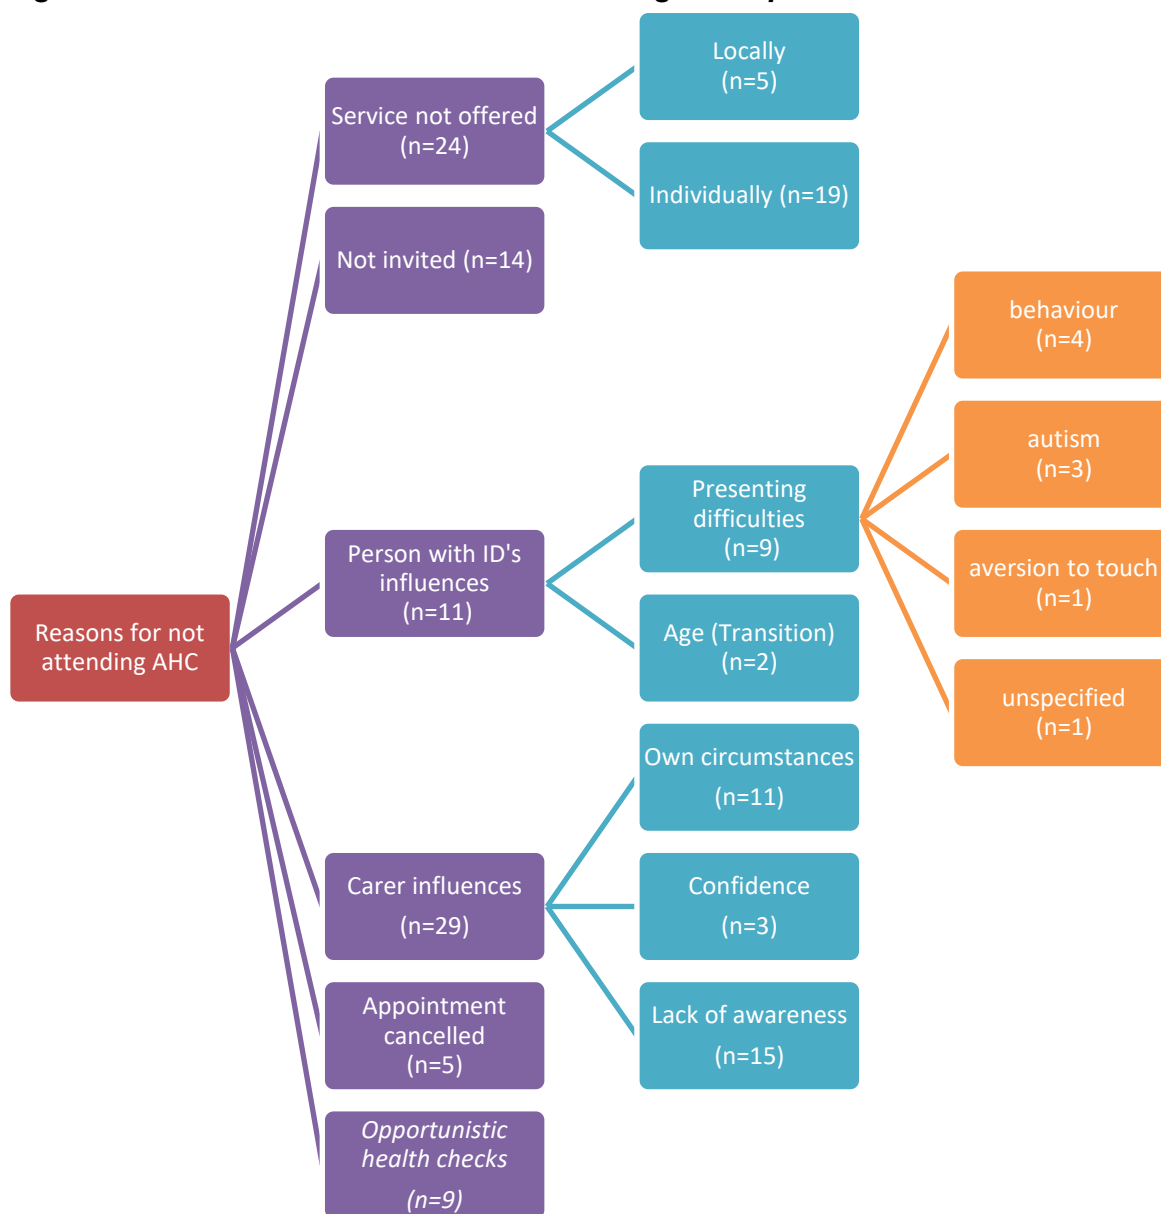 Locally
(n=5)
Service not offered
(n=24)
Individually (n=19)
Not invited (n=14)
behaviour
(n=4)
autism
(n=3)
Presenting
difficulties
(n=9)
aversion to touch
(n=1)
Person with ID's
influences
(n=11)
Age (Transition)
(n=2)
unspecified
(n=1)
Reasons for not
attending AHC
Own circumstances
(n=11)
Carer influences
(n=29)
Confidence
(n=3)
Lack of awareness
(n=15)
Appointment
cancelled
(n=5)
Opportunistic
health checks
(n=9)